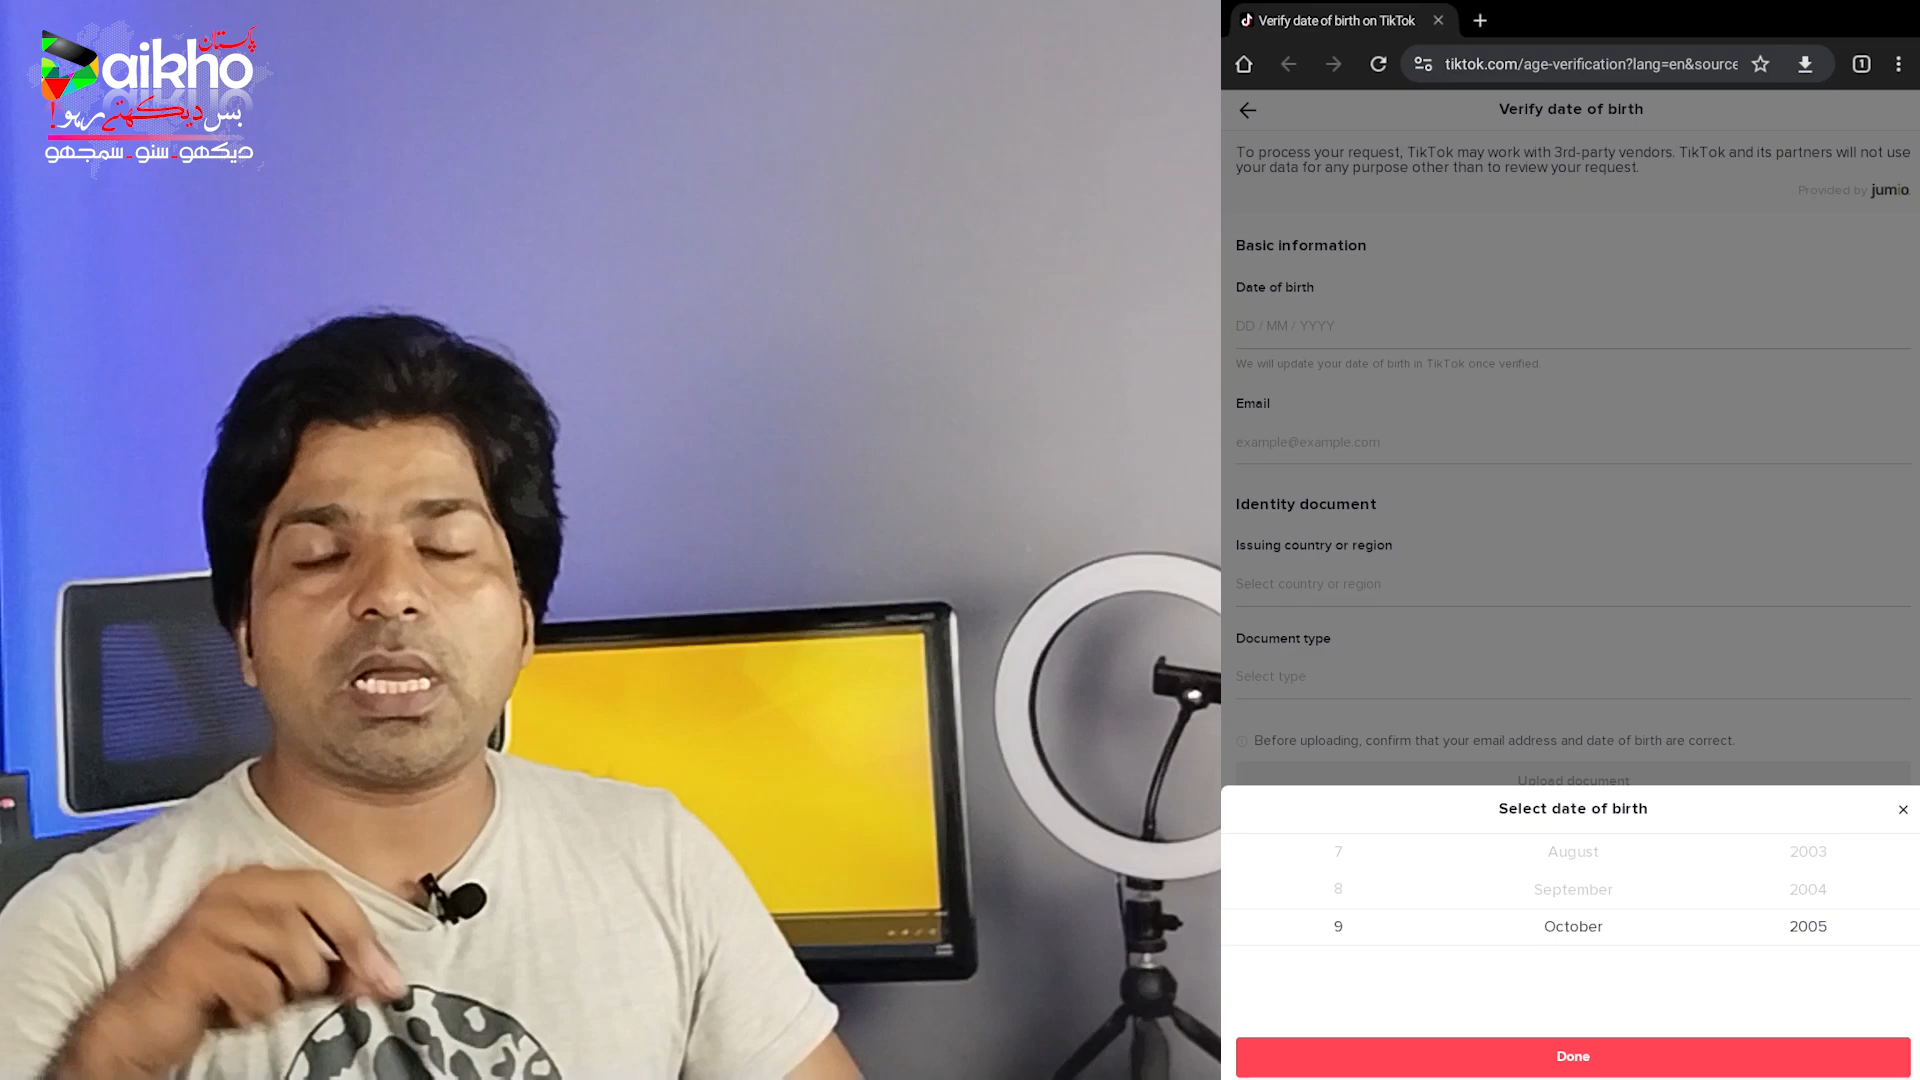 پاکستان
Daikho
بس دیکھتے رہو!
دیکھو - سنو - سمجھو
Verify date of birth on TikTok
tiktok.com/age-verification?lang=en&source
1
Verify date of birth
To process your request, TikTok may work with 3rd-party vendors. TikTok and its partners will not use
your data for any purpose other than to review your request.
Provided by jumio.
Basic information
Date of birth
DD / MM / YYYY
We will update your date of birth in TikTok once verified.
Email
example@example.com
Identity document
Issuing country or region
Select country or region
Document type
Select type
Before uploading, confirm that your email address and date of birth are correct.
Upload document
Select date of birth
7 August 2003
8 September 2004
9 October 2005
Done